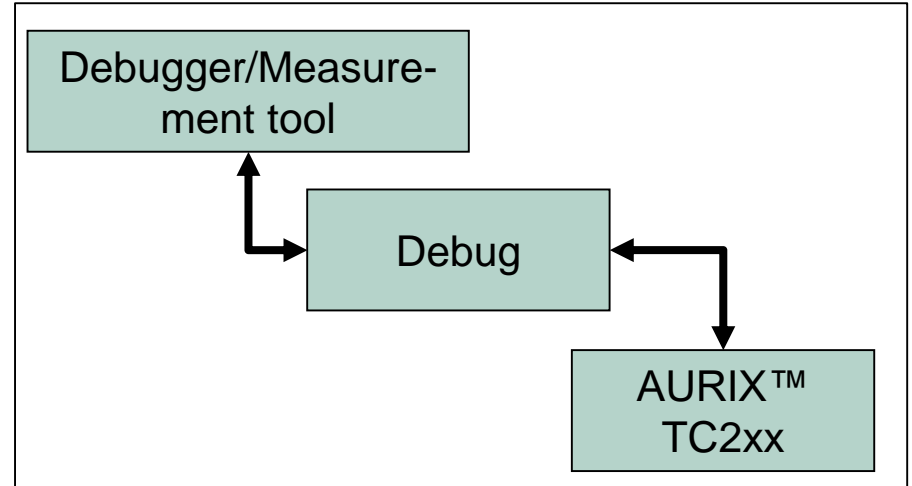 Debugger/Measure-
ment tool
Debug
AURIX™
TC2xx